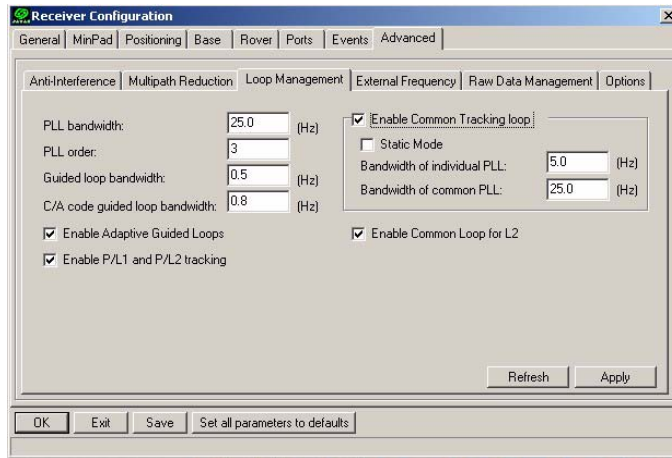 Receiver Configuration
General MinPad Positioning Base Rover Ports Events Advanced
Anti-Interference Multipath Reduction Loop Management External Frequency Raw Data Management Options
PLL bandwidth: 25.0 (Hz)
PLL order: 3
Guided loop bandwidth: 0.5 (Hz)
C/A code guided loop bandwidth: 0.8 (Hz)
Enable Adaptive Guided Loops
Enable P/L1 and P/L2 tracking
Enable Common Tracking loop
Static Mode
Bandwidth of individual PLL: 5.0 (Hz)
Bandwidth of common PLL: 25.0 (Hz)
Enable Common Loop for L2
Refresh Apply
OK Exit Save Set all parameters to defaults